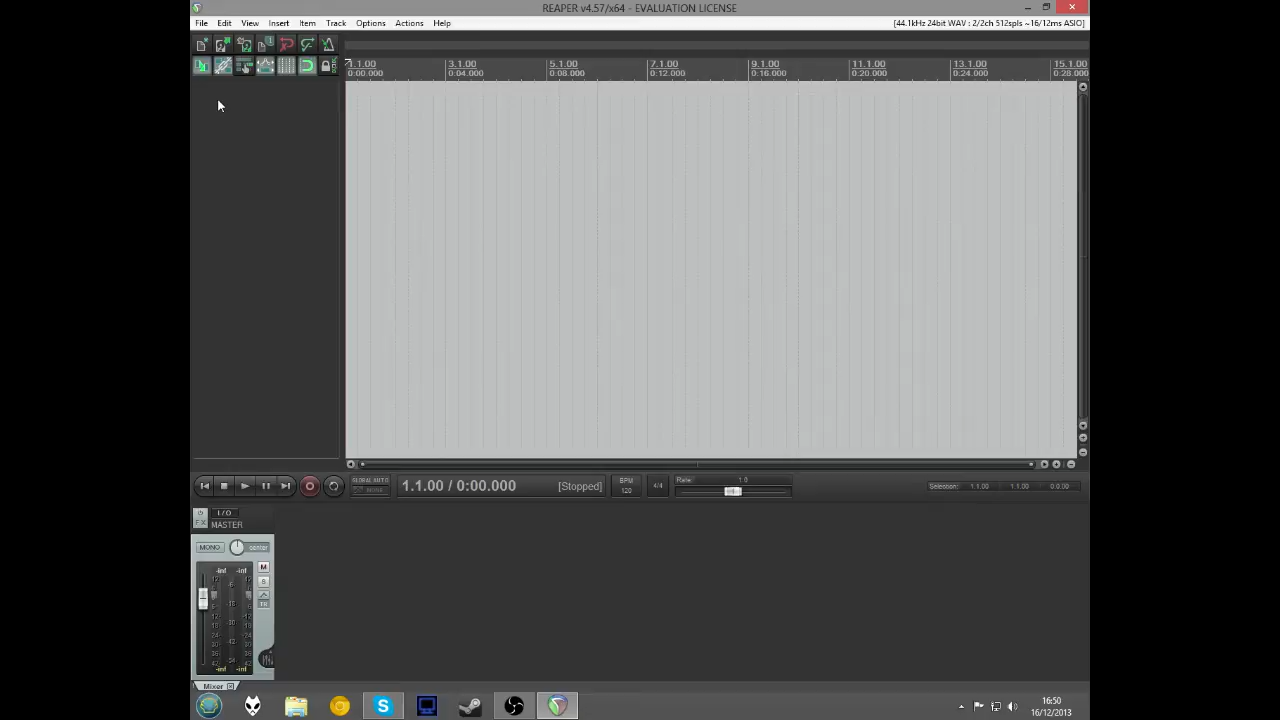 REAPER v4.57/x64 - EVALUATION LICENSE
File Edit View Insert Item Track Options Actions Help
[44.1kHz 24bit WAV : 2/2ch 512spls ~16/12ms ASIO]
1.1.00 3.1.00 5.1.00 7.1.00 9.1.00 11.1.00 13.1.00 15.1.00
0:00.000 0:04.000 0:08.000 0:12.000 0:16.000 0:20.000 0:24.000 0:28.000
GLOBAL AUTO
NONE
1.1.00 / 0:00.000 [Stopped]
BPM
120
4/4
Rate: 1.0
Selection: 1.1.00 1.1.00 0:0.00
FX
I/O
MASTER
MONO center
-inf -inf
M
S
-inf -inf
Mixer
16:50
16/12/2013